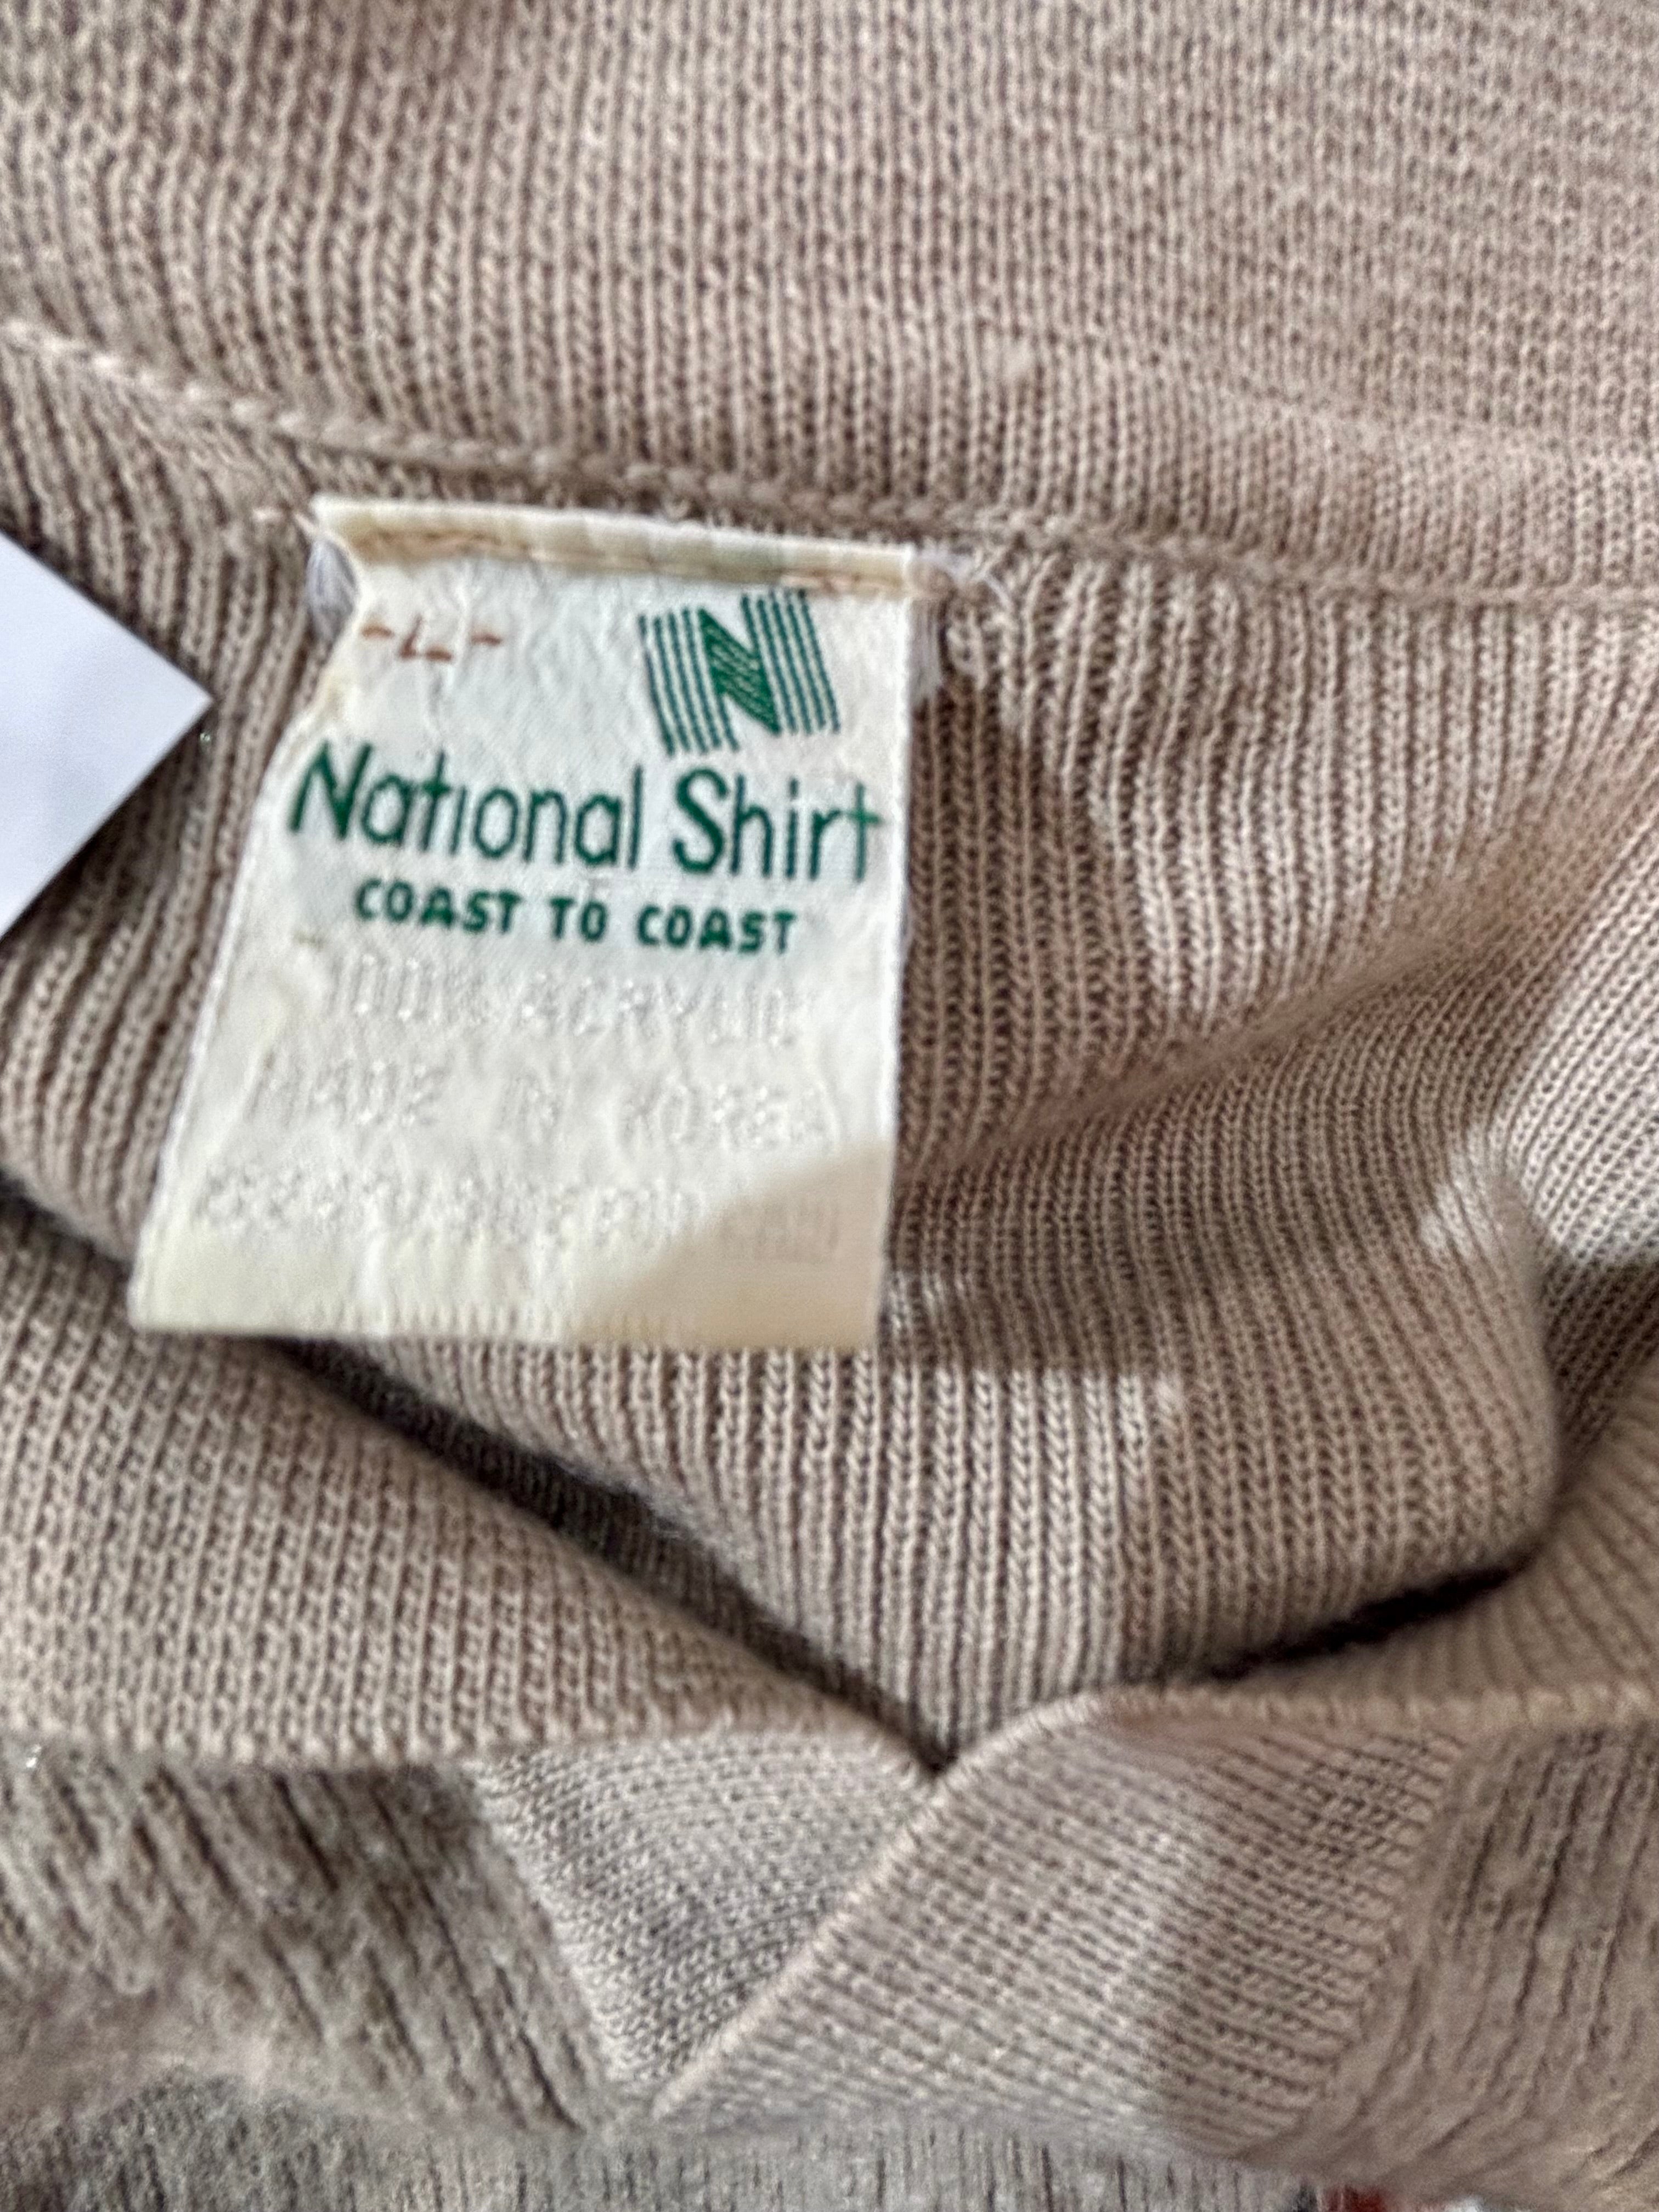 -L-
N
National Shirt
COAST TO COAST
100% ACRYLIC
MADE IN KOREA